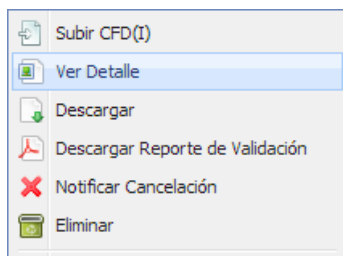 Subir CFD(I)
Ver Detalle
Descargar
Descargar Reporte de Validación
Notificar Cancelación
Eliminar